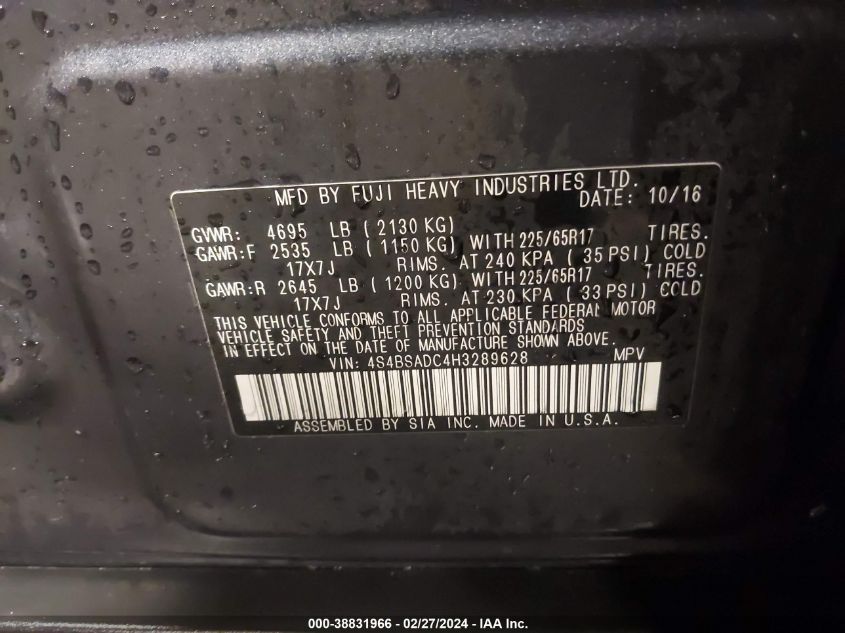 MFD BY FUJI HEAVY INDUSTRIES LTD.
DATE: 10/16
GVWR: 4695 LB ( 2130 KG)
GAWR:F 2535 LB ( 1150 KG) WITH 225/65R17 TIRES.
17X7J RIMS. AT 240 KPA ( 35 PSI) COLD
GAWR:R 2645 LB ( 1200 KG) WITH 225/65R17 TIRES.
17X7J RIMS. AT 230 KPA ( 33 PSI) COLD
THIS VEHICLE CONFORMS TO ALL APPLICABLE FEDERAL MOTOR
VEHICLE SAFETY AND THEFT PREVENTION STANDARDS
IN EFFECT ON THE DATE OF MANUFACTURE SHOWN ABOVE.
VIN: 4S4BSADC4H3289628 MPV
ASSEMBLED BY SIA INC. MADE IN U.S.A.
000-38831966 - 02/27/2024 - IAA Inc.